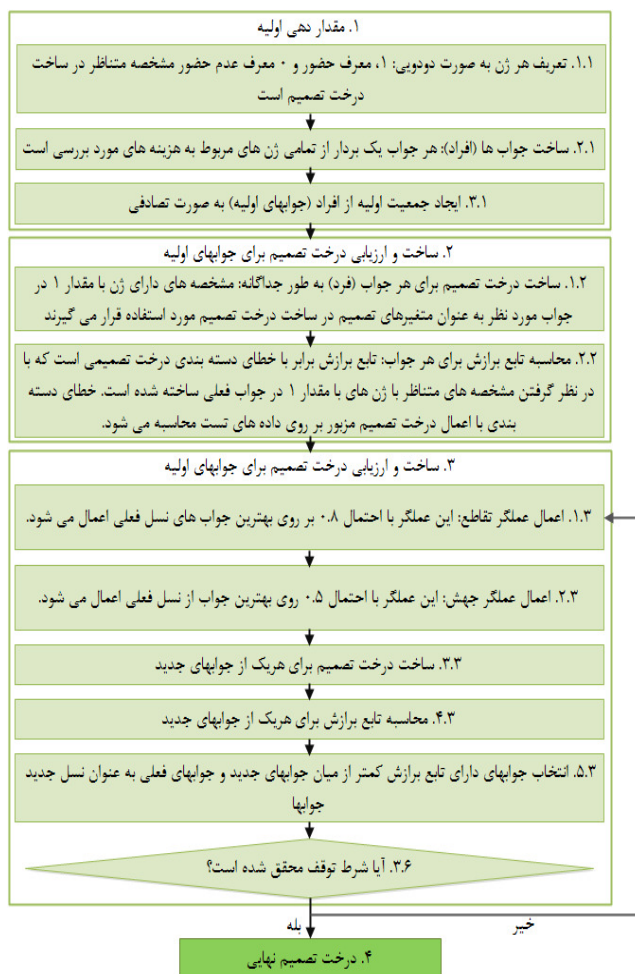 ۱. مقدار دهی اولیه
۱.۱. تعریف هر ژن به صورت دودویی: ۱، معرف حضور و ۰ معرف عدم حضور مشخصه متناظر در ساخت
درخت تصمیم است
۲.۱. ساخت جواب ها (افراد): هر جواب یک بردار از تمامی ژن های مربوط به هزینه های مورد بررسی است
۳.۱. ایجاد جمعیت اولیه از افراد (جوابهای اولیه) به صورت تصادفی
۲. ساخت و ارزیابی درخت تصمیم برای جوابهای اولیه
۱.۲. ساخت درخت تصمیم برای هر جواب (فرد) به طور جداگانه: مشخصه های دارای ژن با مقدار ۱ در
جواب مورد نظر به عنوان متغیرهای تصمیم در ساخت درخت تصمیم مورد استفاده قرار می گیرند
۲.۲. محاسبه تابع برازش برای هر جواب: تابع برازش برابر با خطای دسته بندی درخت تصمیمی است که با
در نظر گرفتن مشخصه های متناظر با ژن های با مقدار ۱ در جواب فعلی ساخته شده است. خطای دسته
بندی با اعمال درخت تصمیم مزبور بر روی داده های تست محاسبه می شود.
۳. ساخت و ارزیابی درخت تصمیم برای جوابهای اولیه
۱.۳. اعمال عملگر تقاطع: این عملگر با احتمال ۰.۸ بر روی بهترین جواب های نسل فعلی اعمال می شود.
۲.۳. اعمال عملگر جهش: این عملگر با احتمال ۰.۵ روی بهترین جواب از نسل فعلی اعمال می شود.
۳.۳. ساخت درخت تصمیم برای هریک از جوابهای جدید
۴.۳. محاسبه تابع برازش برای هریک از جوابهای جدید
۵.۳. انتخاب جوابهای دارای تابع برازش کمتر از میان جوابهای جدید و جوابهای فعلی به عنوان نسل جدید
جوابها
۳.۶. آیا شرط توقف محقق شده است؟
بله
خیر
۴. درخت تصمیم نهایی